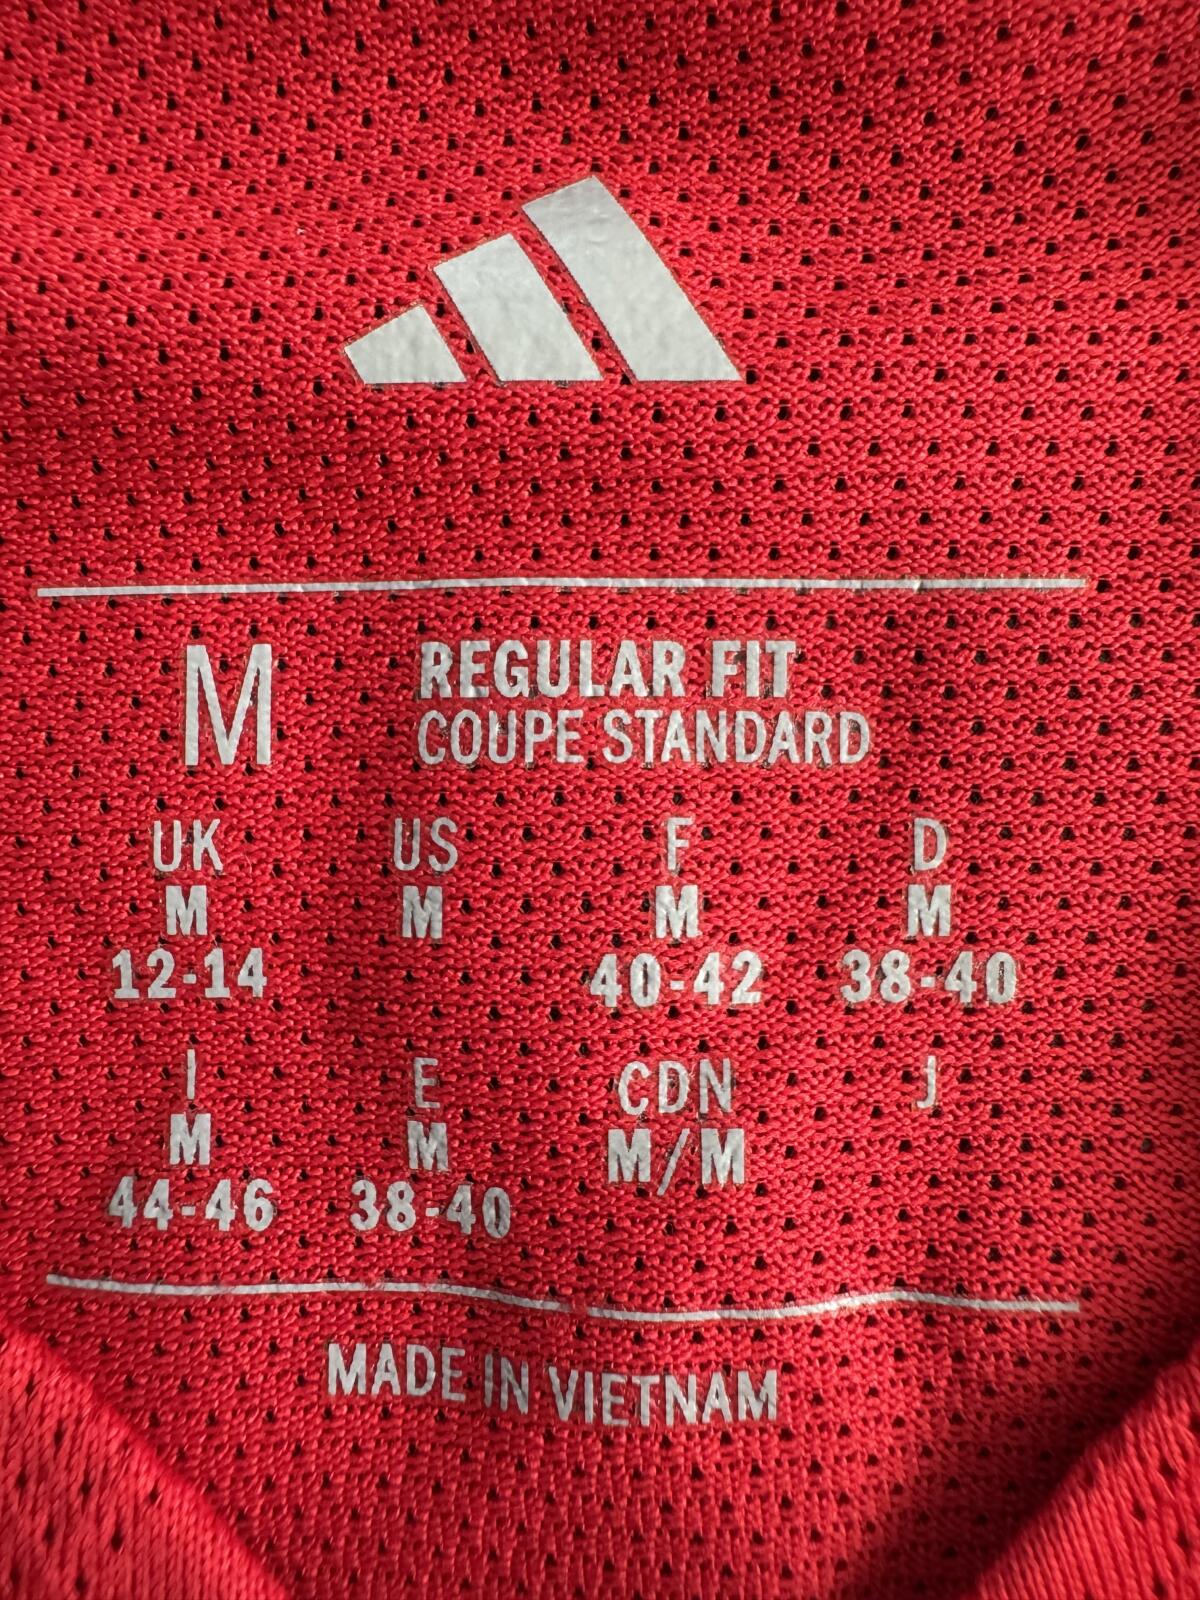 M
REGULAR FIT
COUPE STANDARD
UK US F D
M M M M
12-14 40-42 38-40
I E CDN J
M M M/M
44-46 38-40
MADE IN VIETNAM